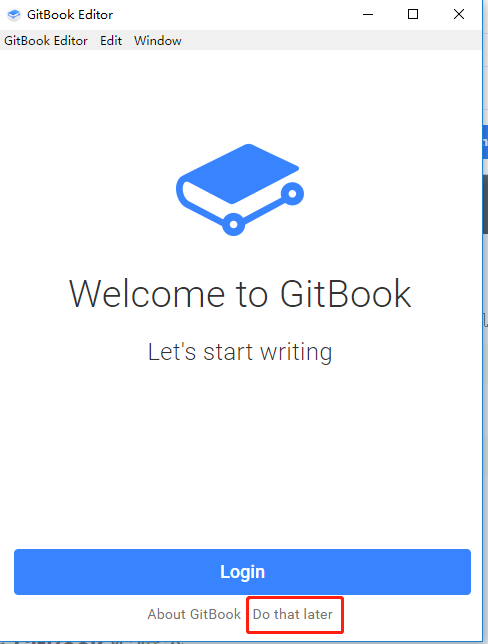 GitBook Editor
GitBook Editor Edit Window
Welcome to GitBook
Let's start writing
Login
About GitBook Do that later